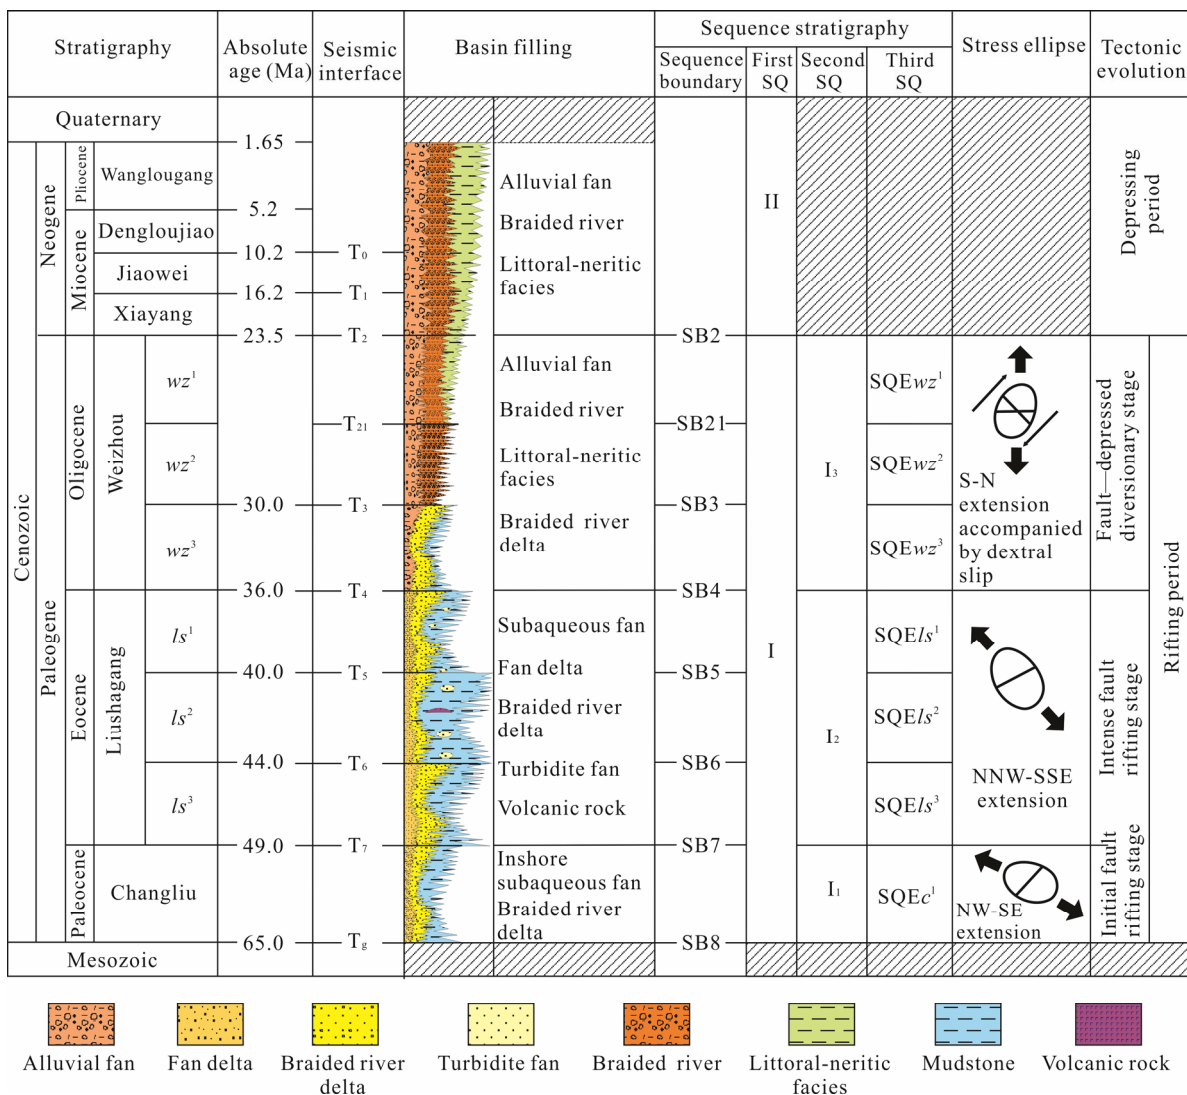 Stratigraphy
Absolute
age (Ma)
Seismic
interface
Basin filling
Sequence stratigraphy
Sequence
boundary
First
SQ
Second
SQ
Third
SQ
Stress ellipse
Tectonic
evolution
Quaternary
Cenozoic
Neogene
Paleogene
Pliocene
Miocene
Oligocene
Eocene
Paleocene
Wanglougang
Dengloujiao
Jiaowei
Xiayang
Weizhou
wz¹
wz²
wz³
Liushagang
ls¹
ls²
ls³
Changliu
Mesozoic
1.65
5.2
10.2
16.2
23.5
30.0
36.0
40.0
44.0
49.0
65.0
T₀
T₁
T₂
T₂₁
T₃
T₄
T₅
T₆
T₇
Tg
Alluvial fan
Braided river
Littoral-neritic
facies
Alluvial fan
Braided river
Littoral-neritic
facies
Braided river
delta
Subaqueous fan
Fan delta
Braided river
delta
Turbidite fan
Volcanic rock
Inshore
subaqueous fan
Braided river
delta
SB2
SB21
SB3
SB4
SB5
SB6
SB7
SB8
II
I
I₃
I₂
I₁
SQEwz¹
SQEwz²
SQEwz³
SQEls¹
SQEls²
SQEls³
SQEc¹
S-N
extension
accompanied
by dextral
slip
NNW-SSE
extension
NW-SE
extension
Depressing
period
Fault—depressed
diversionary stage
Intense fault
rifting stage
Initial fault
rifting stage
Rifting period
Alluvial fan
Fan delta
Braided river
delta
Turbidite fan
Braided river
Littoral-neritic
facies
Mudstone
Volcanic rock